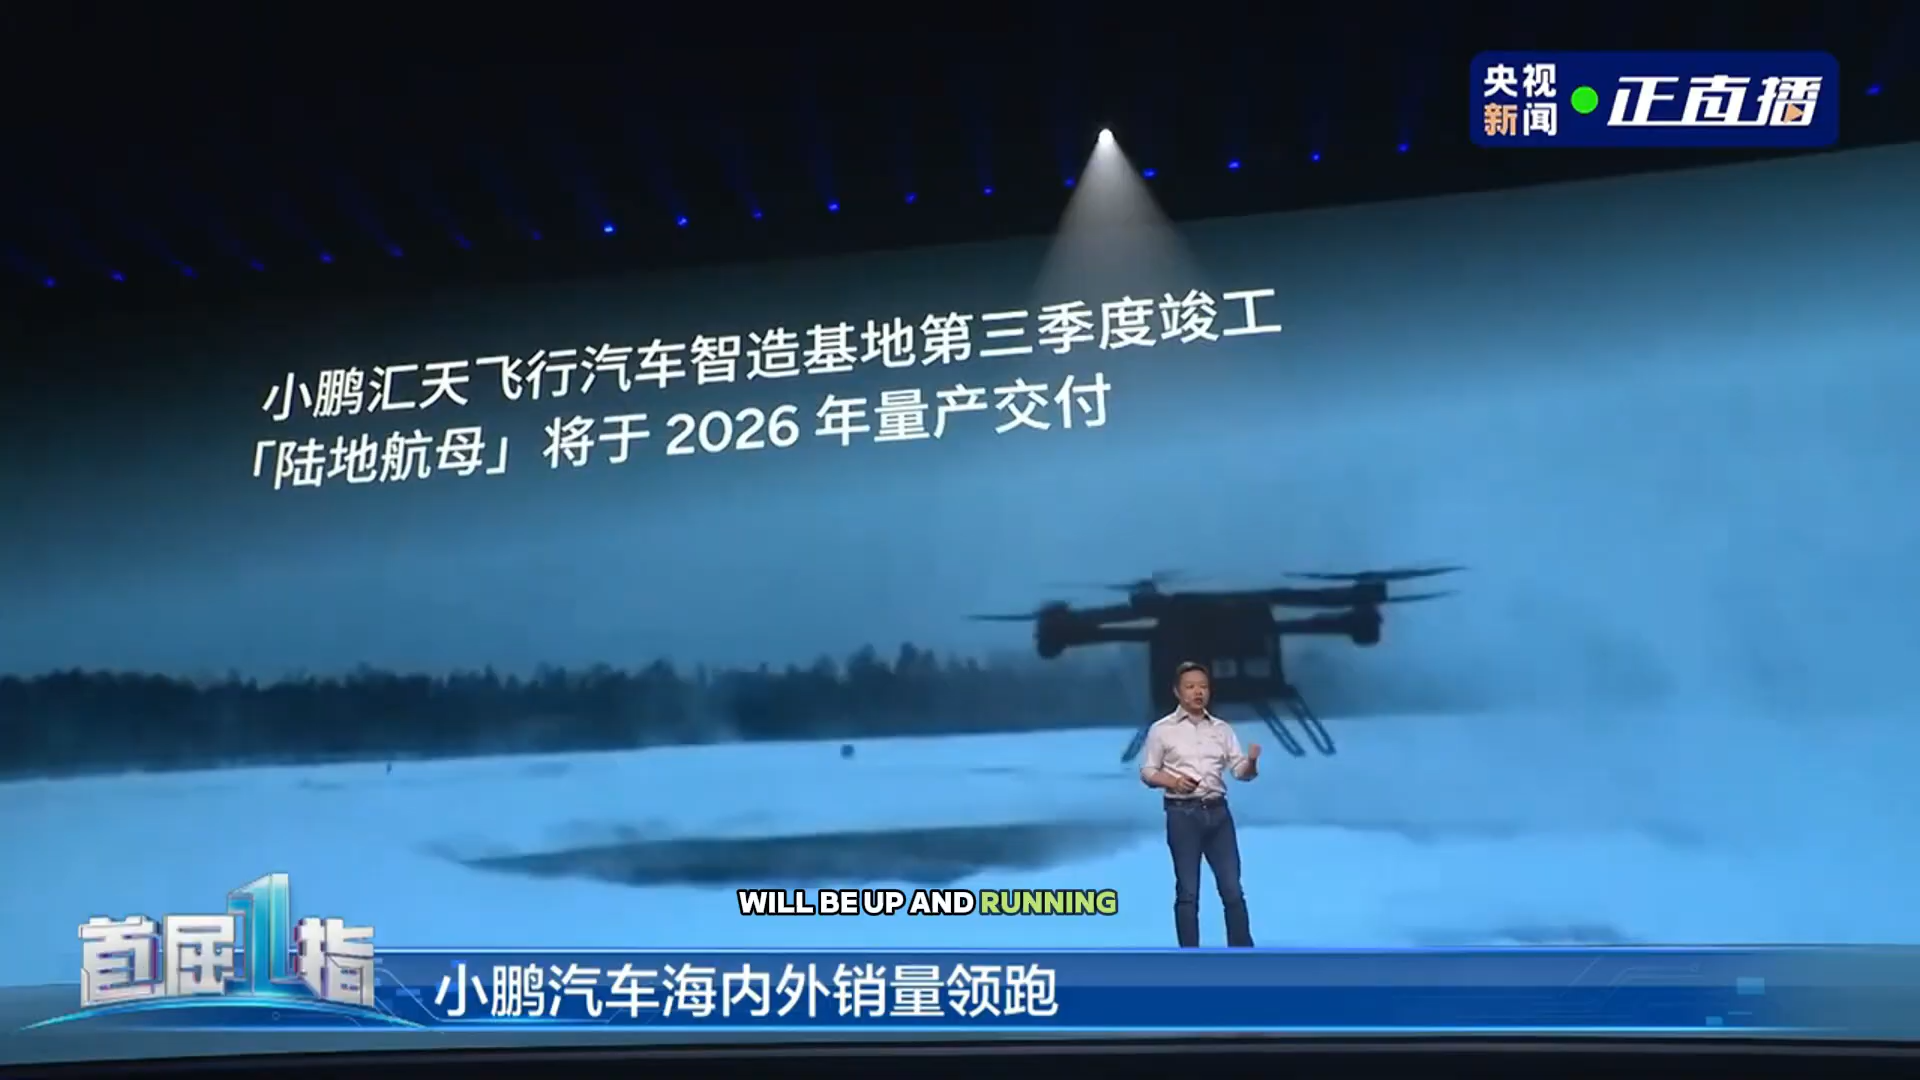 央视
新闻
正直播
小鹏汇天飞行汽车智造基地第三季度竣工
「陆地航母」将于 2026 年量产交付
WILL BE UP AND RUNNING
首屈1指
小鹏汽车海内外销量领跑